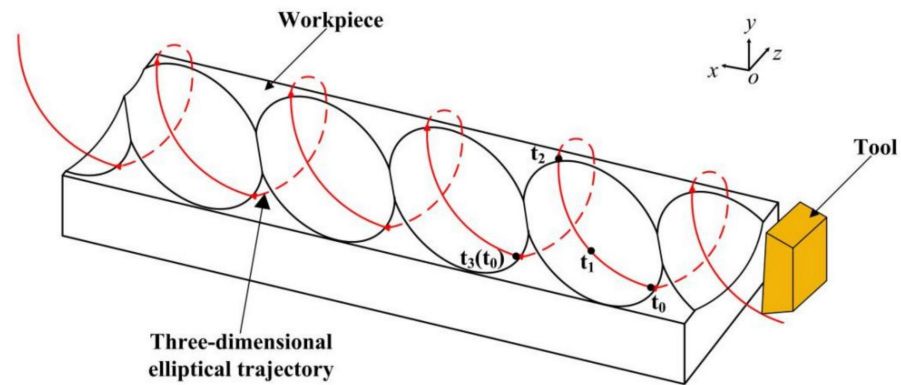 Workpiece
y
z
x
o
Tool
t2
t1
t3(t0)
t0
Three-dimensional
elliptical trajectory